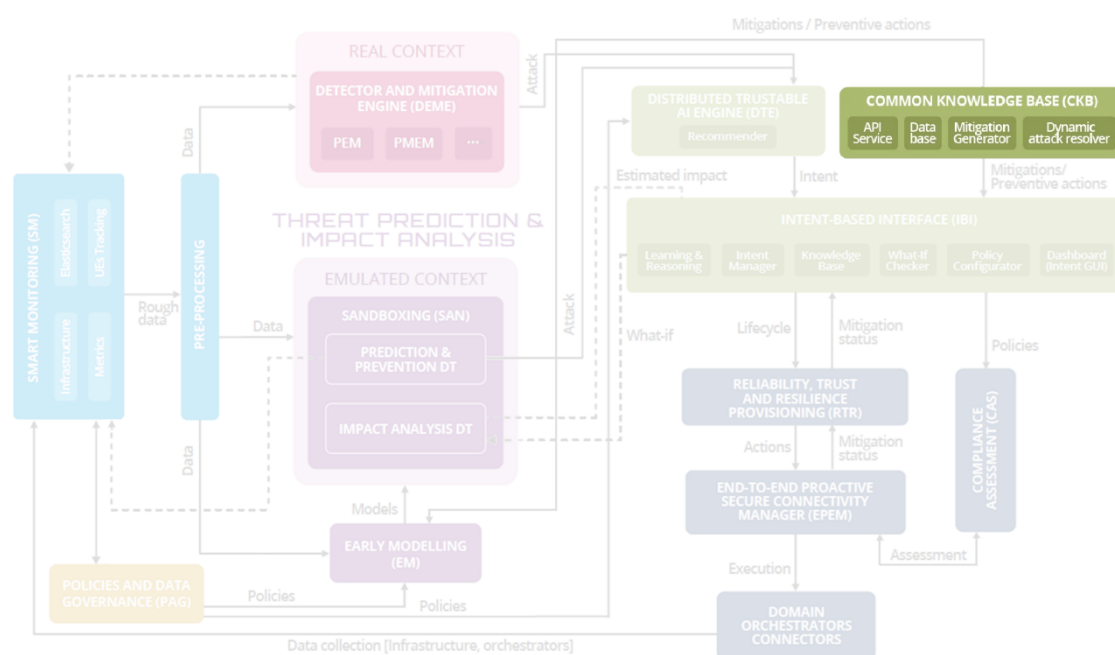 Mitigations / Preventive actions
REAL CONTEXT
DETECTOR AND MITIGATION
ENGINE (DEME)
PEM
PMEM
...
Attack
Data
DISTRIBUTED TRUSTABLE
AI ENGINE (DTE)
Recommender
COMMON KNOWLEDGE BASE (CKB)
API
Service
Data
base
Mitigation
Generator
Dynamic
attack resolver
Estimated impact
Intent
Mitigations/
Preventive actions
SMART MONITORING (SM)
Elasticsearch
UEs Tracking
Infrastructure
Metrics
Rough
data
PRE-PROCESSING
THREAT PREDICTION &
IMPACT ANALYSIS
INTENT-BASED INTERFACE (IBI)
Learning &
Reasoning
Intent
Manager
Knowledge
Base
What-If
Checker
Policy
Configurator
Dashboard
(Intent GUI)
EMULATED CONTEXT
SANDBOXING (SAN)
PREDICTION &
PREVENTION DT
IMPACT ANALYSIS DT
Data
Attack
What-if
Lifecycle
Mitigation
status
Policies
RELIABILITY, TRUST
AND RESILIENCE
PROVISIONING (RTR)
COMPLIANCE
ASSESSMENT (CAS)
Actions
Mitigation
status
Data
Models
END-TO-END PROACTIVE
SECURE CONNECTIVITY
MANAGER (EPEM)
EARLY MODELLING
(EM)
Assessment
Execution
POLICIES AND DATA
GOVERNANCE (PAG)
Policies
Policies
DOMAIN
ORCHESTRATORS
CONNECTORS
Data collection [Infrastructure, orchestrators]